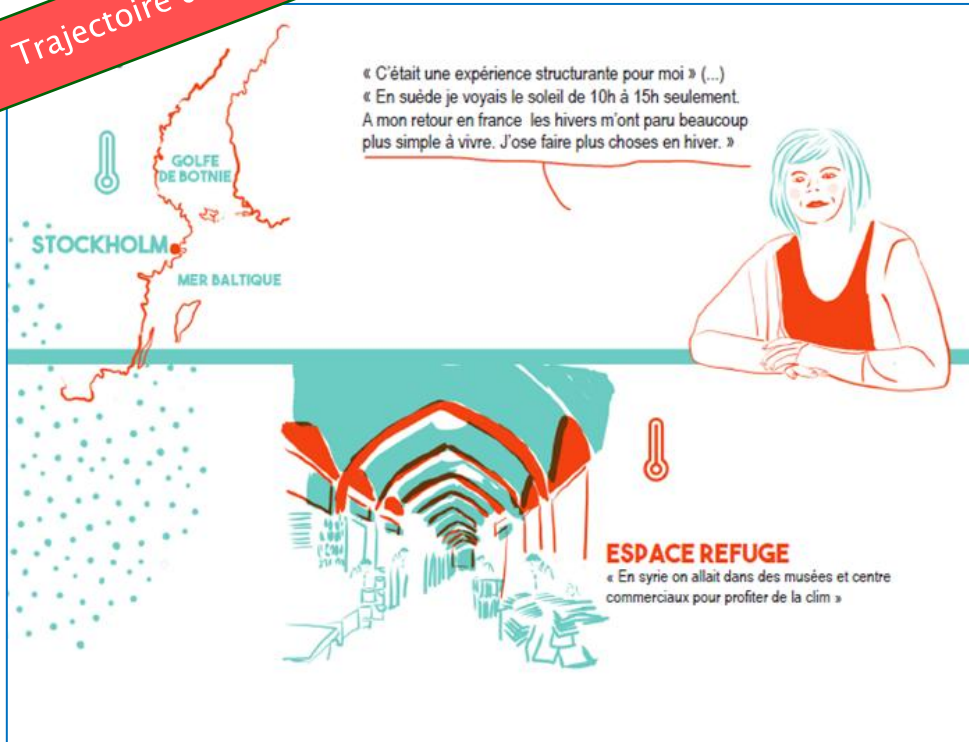 Trajectoire
« C'était une expérience structurante pour moi » (...)
« En suède je voyais le soleil de 10h à 15h seulement.
A mon retour en france les hivers m'ont paru beaucoup
plus simple à vivre. J'ose faire plus choses en hiver. »
GOLFE
DE BOTNIE
STOCKHOLM
MER BALTIQUE
ESPACE REFUGE
« En syrie on allait dans des musées et centre
commerciaux pour profiter de la clim »